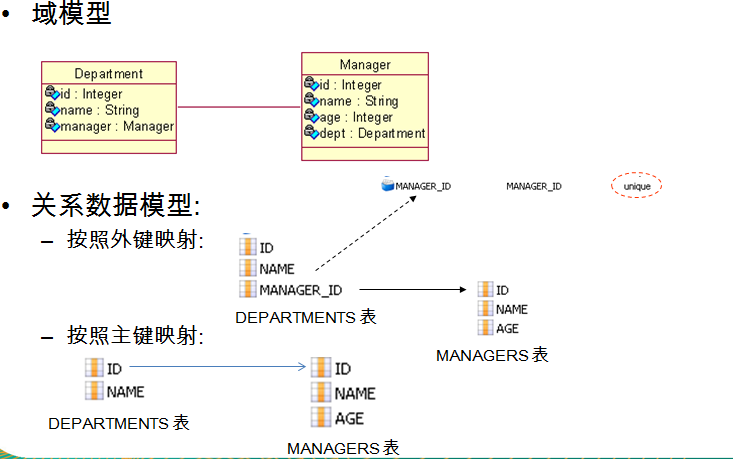 • 域模型
Department
id : Integer
name : String
manager : Manager
Manager
id : Integer
name : String
age : Integer
dept : Department
MANAGER_ID MANAGER_ID unique
• 关系数据模型:
– 按照外键映射:
ID
NAME
MANAGER_ID
DEPARTMENTS 表
ID
NAME
AGE
MANAGERS 表
– 按照主键映射:
ID
NAME
DEPARTMENTS 表
ID
NAME
AGE
MANAGERS 表